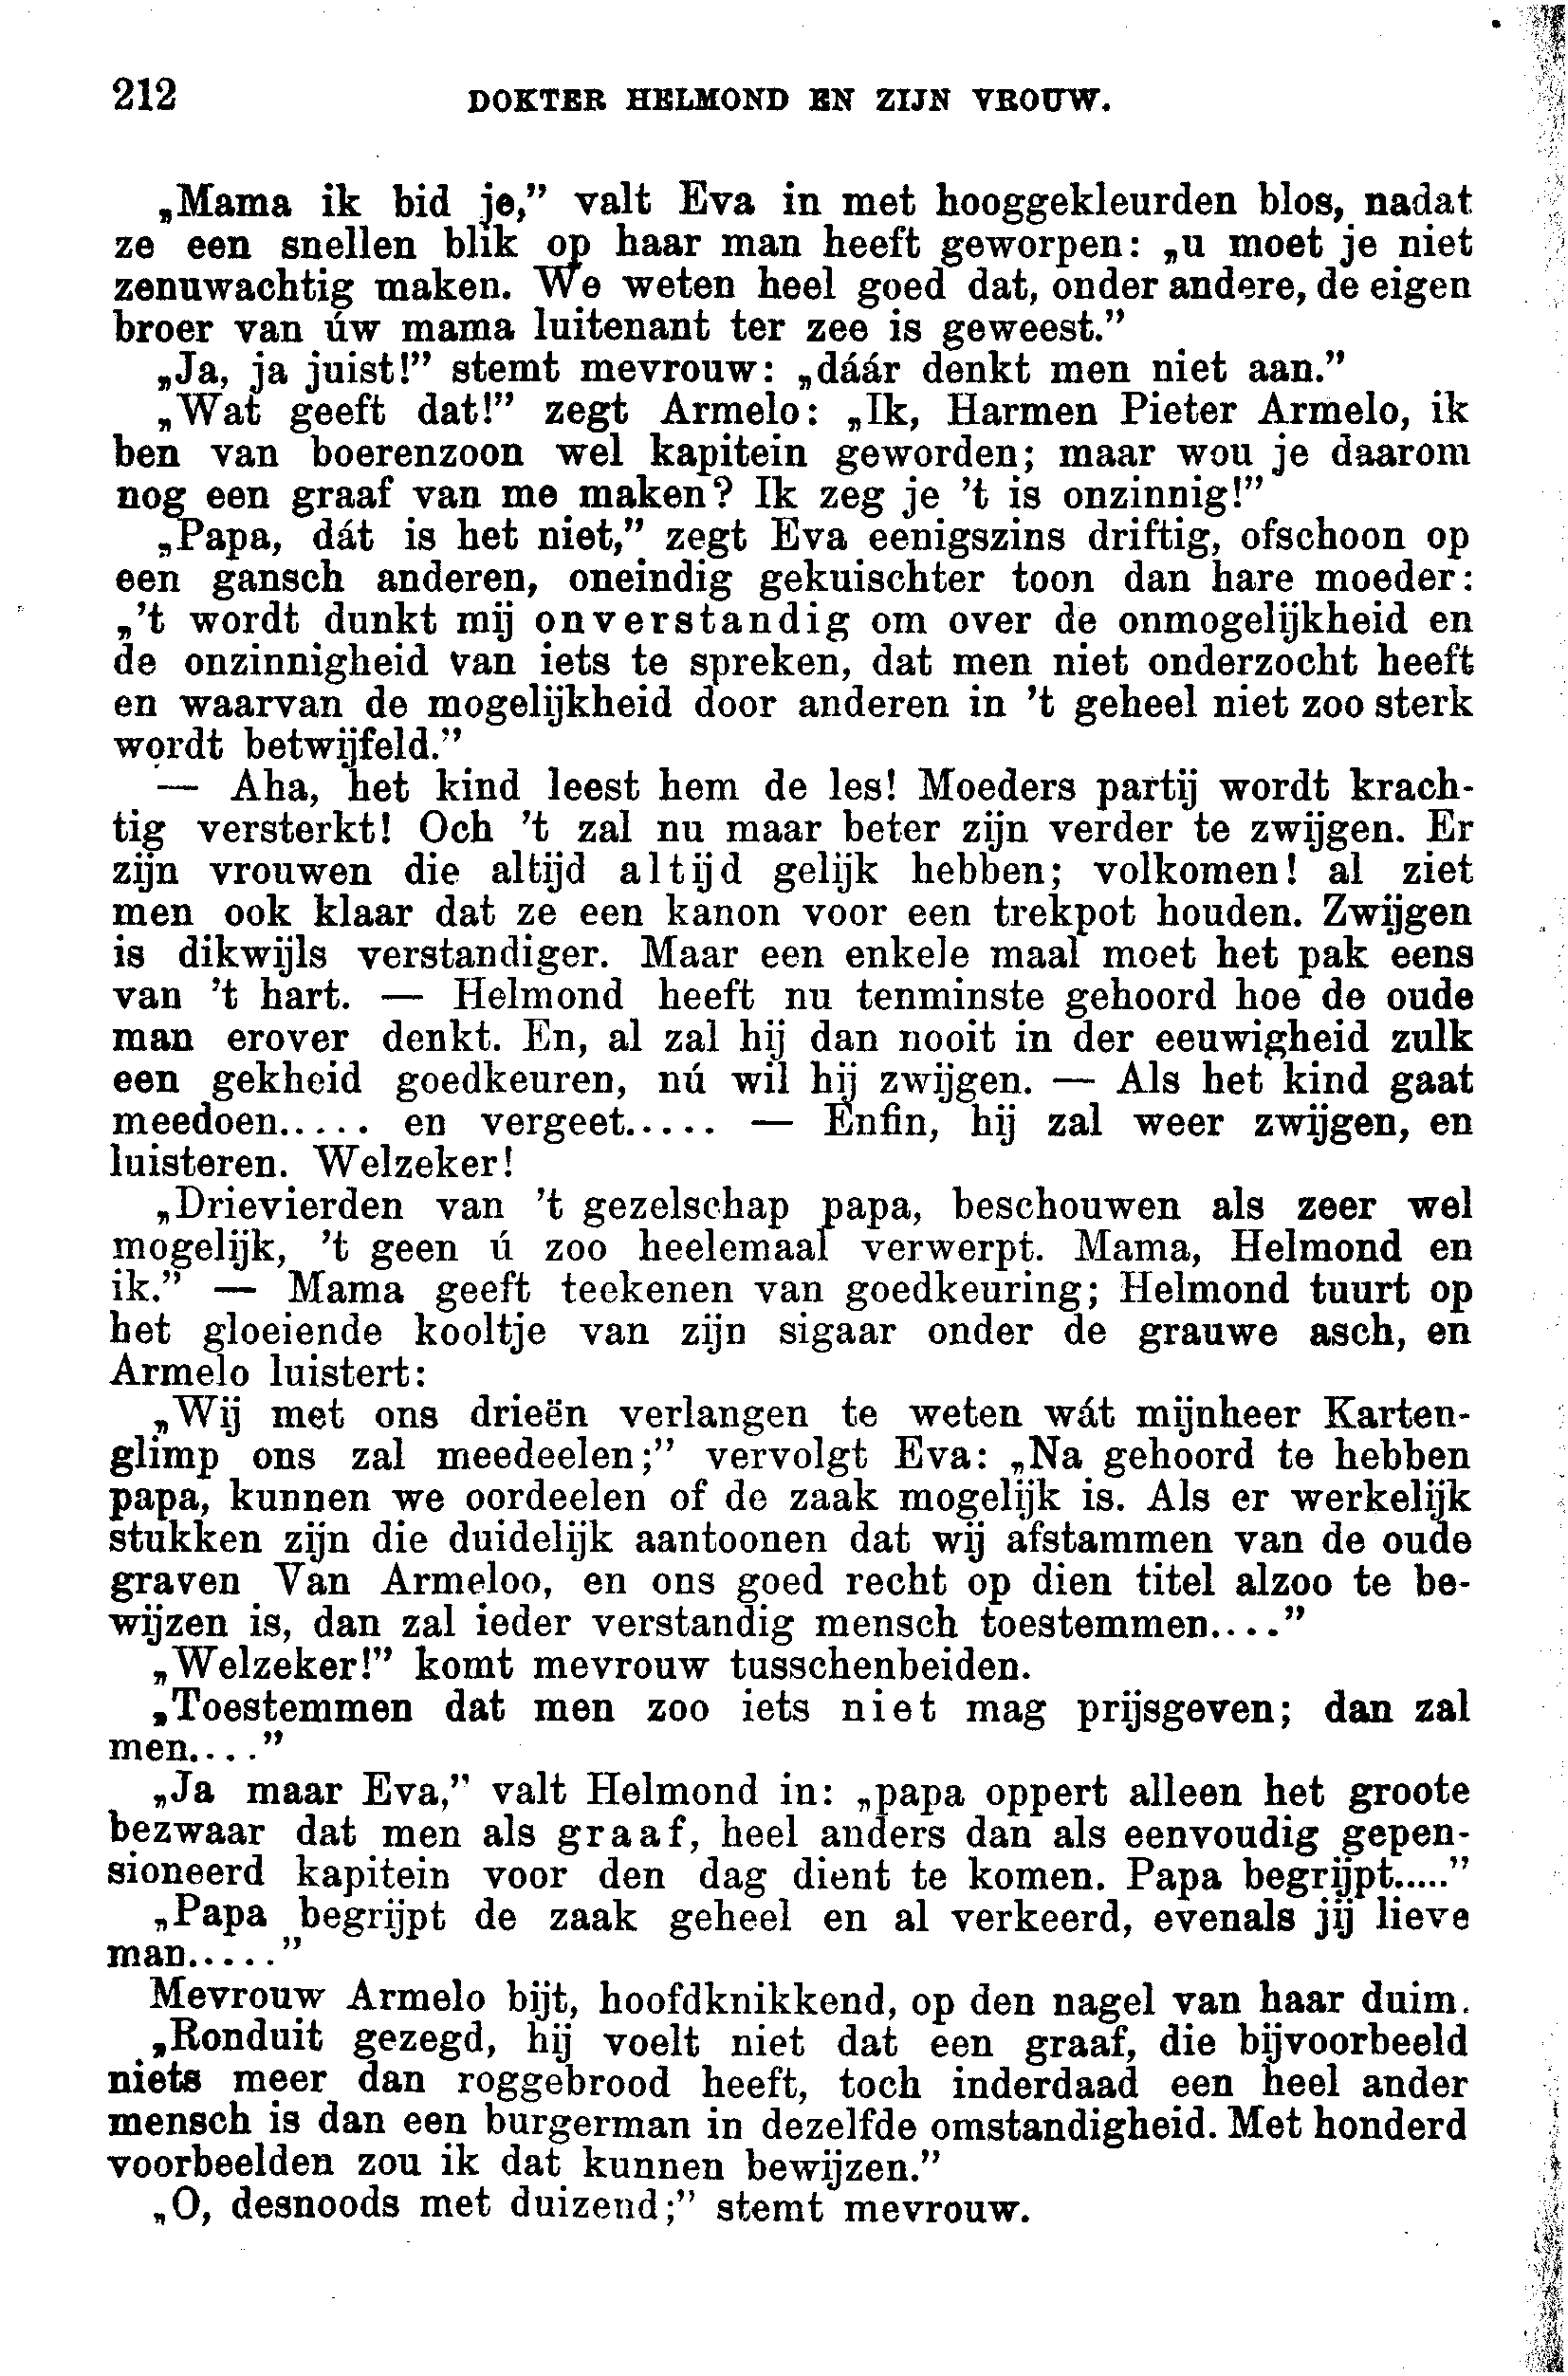 212 DOKTER HELMOND EN ZIJN VROUW.
„Mama ik bid je,” valt Eva in met hooggekleurden blos, nadat
ze een snellen blik op haar man heeft geworpen: „u moet je niet
zenuwachtig maken. We weten heel goed dat, onder andere, de eigen
broer van úw mama luitenant ter zee is geweest.”
„Ja, ja juist!” stemt mevrouw: „dáár denkt men niet aan.”
„Wat geeft dat!” zegt Armelo: „Ik, Harmen Pieter Armelo, ik
ben van boerenzoon wel kapitein geworden; maar wou je daarom
nog een graaf van me maken? Ik zeg je ’t is onzinnig!”
„Papa, dát is het niet,” zegt Eva eenigszins driftig, ofschoon op
een gansch anderen, oneindig gekuischter toon dan hare moeder:
„’t wordt dunkt mij onverstandig om over de onmogelijkheid en
de onzinnigheid van iets te spreken, dat men niet onderzocht heeft
en waarvan de mogelijkheid door anderen in ’t geheel niet zoo sterk
wordt betwijfeld.”
— Aha, het kind leest hem de les! Moeders partij wordt krach-
tig versterkt! Och ’t zal nu maar beter zijn verder te zwijgen. Er
zijn vrouwen die altijd altijd gelijk hebben; volkomen! al ziet
men ook klaar dat ze een kanon voor een trekpot houden. Zwijgen
is dikwijls verstandiger. Maar een enkele maal moet het pak eens
van ’t hart. — Helmond heeft nu tenminste gehoord hoe de oude
man erover denkt. En, al zal hij dan nooit in der eeuwigheid zulk
een gekheid goedkeuren, nú wil hij zwijgen. — Als het kind gaat
meedoen..... en vergeet..... — Enfin, hij zal weer zwijgen, en
luisteren. Welzeker!
„Drievierden van ’t gezelschap papa, beschouwen als zeer wel
mogelijk, ’t geen ú zoo heelemaal verwerpt. Mama, Helmond en
ik.” — Mama geeft teekenen van goedkeuring; Helmond tuurt op
het gloeiende kooltje van zijn sigaar onder de grauwe asch, en
Armelo luistert:
„Wij met ons drieën verlangen te weten wát mijnheer Karten-
glimp ons zal meedeelen;” vervolgt Eva: „Na gehoord te hebben
papa, kunnen we oordeelen of de zaak mogelijk is. Als er werkelijk
stukken zijn die duidelijk aantoonen dat wij afstammen van de oude
graven Van Armeloo, en ons goed recht op dien titel alzoo te be-
wijzen is, dan zal ieder verstandig mensch toestemmen....”
„Welzeker!” komt mevrouw tusschenbeiden.
„Toestemmen dat men zoo iets niet mag prijsgeven; dan zal
men....”
„Ja maar Eva,” valt Helmond in: „papa oppert alleen het groote
bezwaar dat men als graaf, heel anders dan als eenvoudig gepen-
sioneerd kapitein voor den dag dient te komen. Papa begrijpt.....”
„Papa begrijpt de zaak geheel en al verkeerd, evenals jij lieve
man.....”
Mevrouw Armelo bijt, hoofdknikkend, op den nagel van haar duim.
„Ronduit gezegd, hij voelt niet dat een graaf, die bijvoorbeeld
niets meer dan roggebrood heeft, toch inderdaad een heel ander
mensch is dan een burgerman in dezelfde omstandigheid. Met honderd
voorbeelden zou ik dat kunnen bewijzen.”
„O, desnoods met duizend;” stemt mevrouw.